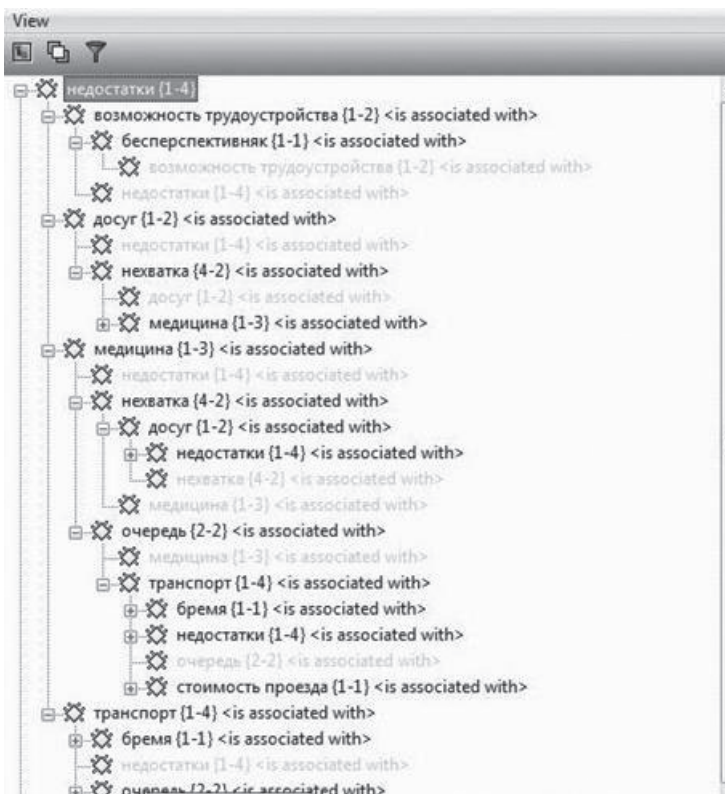 View
недостатки {1-4}
возможность трудоустройства {1-2} <is associated with>
бесперспективняк {1-1} <is associated with>
возможность трудоустройства {1-2} <is associated with>
недостатки {1-4} <is associated with>
досуг {1-2} <is associated with>
недостатки {1-4} <is associated with>
нехватка {4-2} <is associated with>
досуг {1-2} <is associated with>
медицина {1-3} <is associated with>
медицина {1-3} <is associated with>
недостатки {1-4} <is associated with>
нехватка {4-2} <is associated with>
досуг {1-2} <is associated with>
недостатки {1-4} <is associated with>
нехватка {4-2} <is associated with>
медицина {1-3} <is associated with>
очередь {2-2} <is associated with>
медицина {1-3} <is associated with>
транспорт {1-4} <is associated with>
бремя {1-1} <is associated with>
недостатки {1-4} <is associated with>
очередь {2-2} <is associated with>
стоимость проезда {1-1} <is associated with>
транспорт {1-4} <is associated with>
бремя {1-1} <is associated with>
недостатки {1-4} <is associated with>
очередь {2-2} <is associated with>